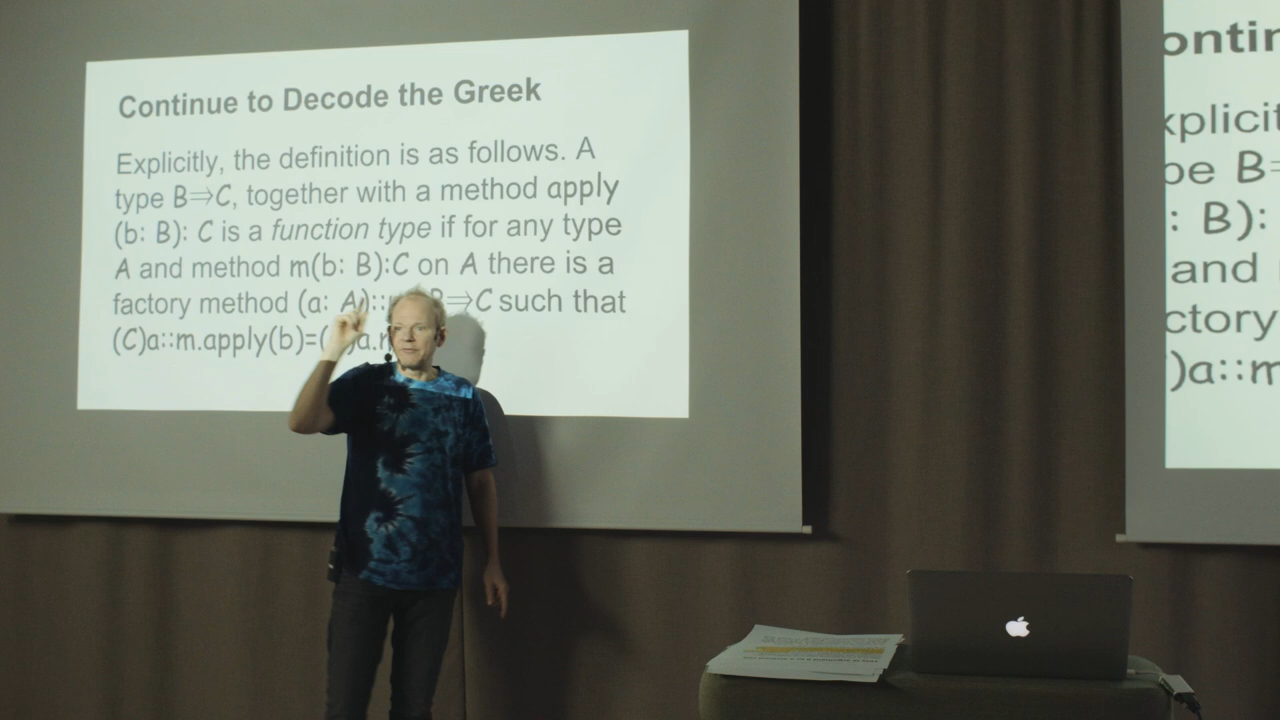 Continue to Decode the Greek
Explicitly, the definition is as follows. A
type B⇒C, together with a method apply
(b: B): C is a function type if for any type
A and method m(b: B):C on A there is a
factory method (a: A):: B⇒C such that
(C)a::m.apply(b)=( )a.
ontin
xplicit
pe B=
: B):
and
ctory
)a::m